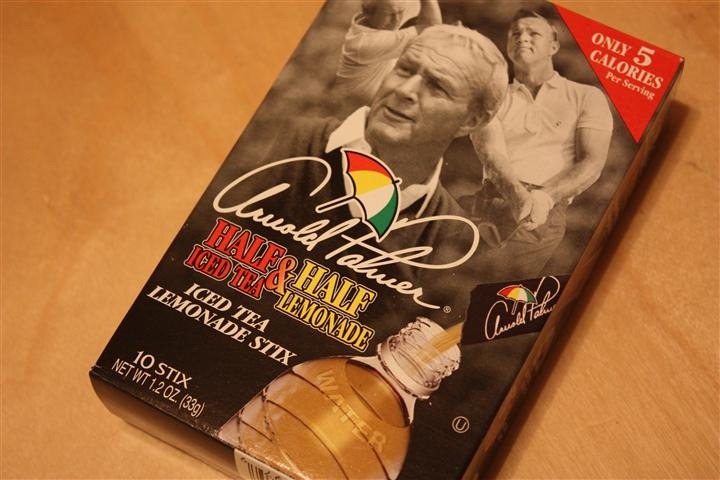 ONLY 5
CALORIES
Per Serving
Arnold Palmer ®
HALF & HALF
ICED TEA LEMONADE
ICED TEA
LEMONADE STIX
10 STIX
NET WT 1.2 OZ. (33g)
WATER
Arnold Palmer
U